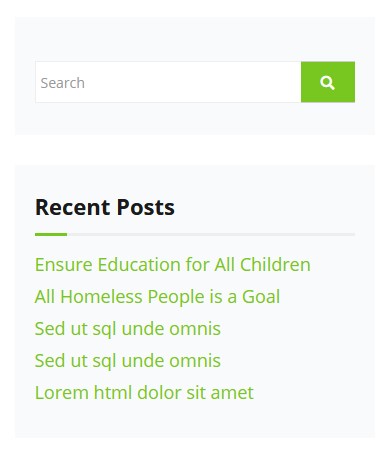 Search
Recent Posts
Ensure Education for All Children
All Homeless People is a Goal
Sed ut sql unde omnis
Sed ut sql unde omnis
Lorem html dolor sit amet